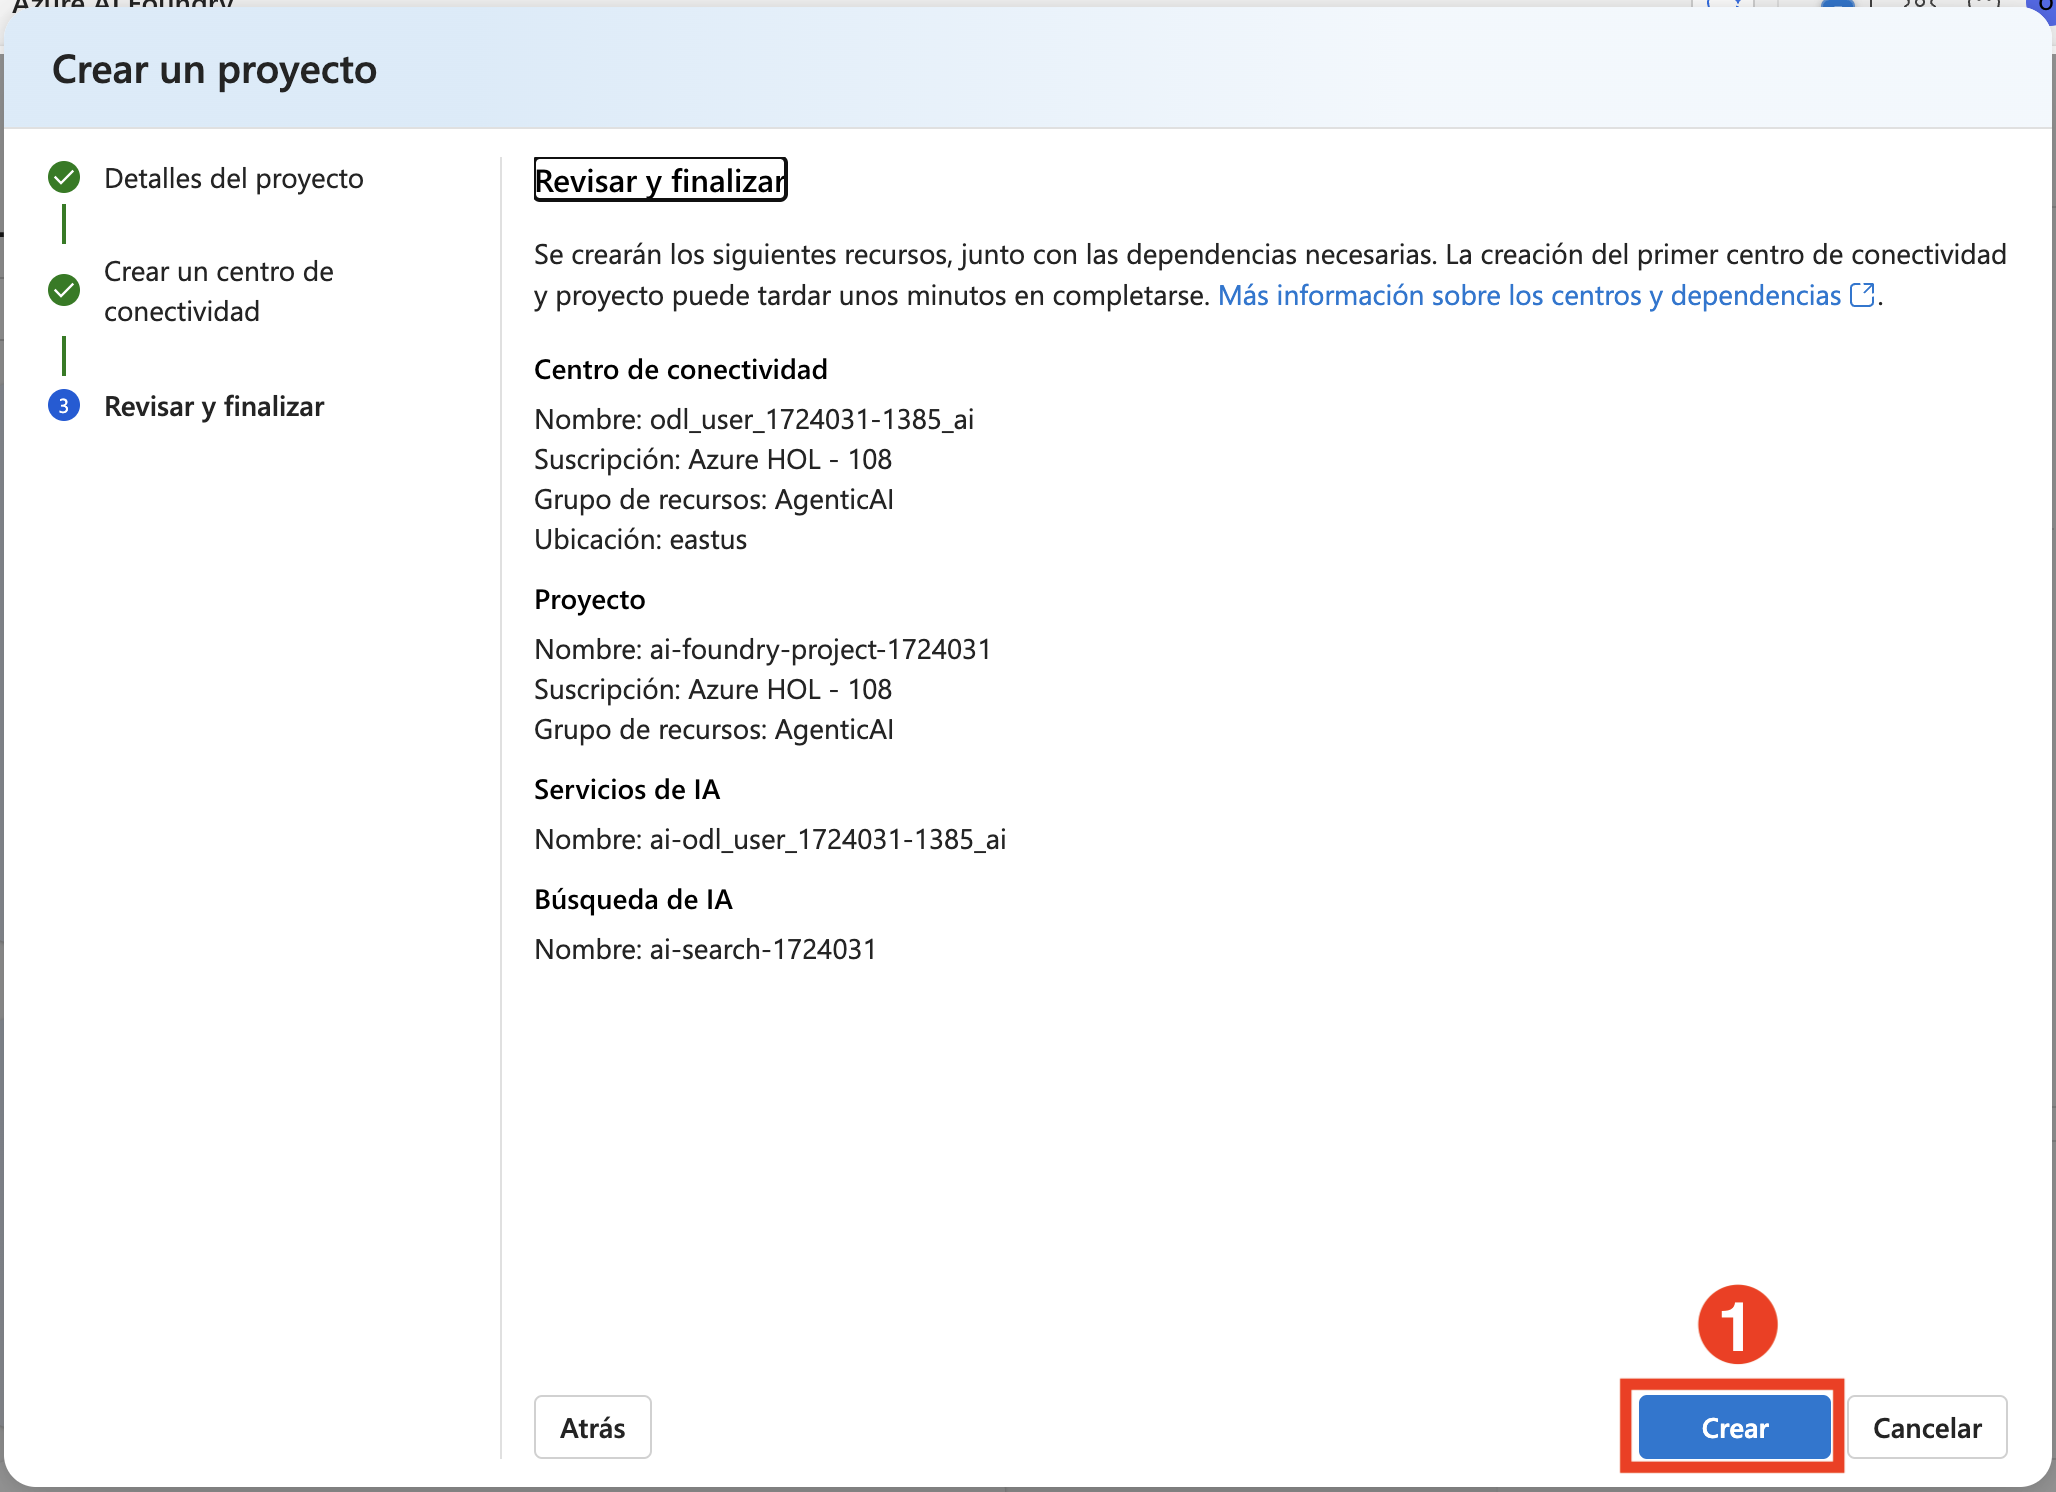 Azure AI Foundry
Crear un proyecto
Detalles del proyecto
Crear un centro de
conectividad
3
Revisar y finalizar
Revisar y finalizar
Se crearán los siguientes recursos, junto con las dependencias necesarias. La creación del primer centro de conectividad
y proyecto puede tardar unos minutos en completarse. Más información sobre los centros y dependencias.
Centro de conectividad
Nombre: odl_user_1724031-1385_ai
Suscripción: Azure HOL - 108
Grupo de recursos: AgenticAI
Ubicación: eastus
Proyecto
Nombre: ai-foundry-project-1724031
Suscripción: Azure HOL - 108
Grupo de recursos: AgenticAI
Servicios de IA
Nombre: ai-odl_user_1724031-1385_ai
Búsqueda de IA
Nombre: ai-search-1724031
1
Atrás
Crear
Cancelar